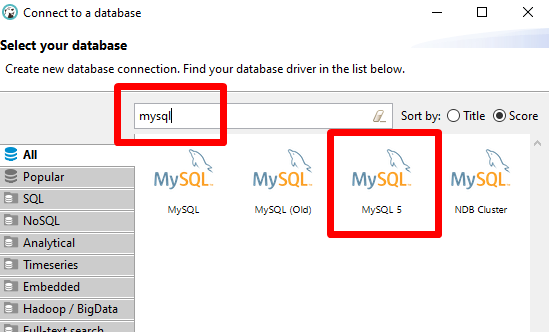 Connect to a database
Select your database
Create new database connection. Find your database driver in the list below.
mysql
Sort by: Title Score
All
Popular
SQL
NoSQL
Analytical
Timeseries
Embedded
Hadoop / BigData
Full-text search
MySQL MySQL MySQL MySQL
MySQL MySQL (Old) MySQL 5 NDB Cluster